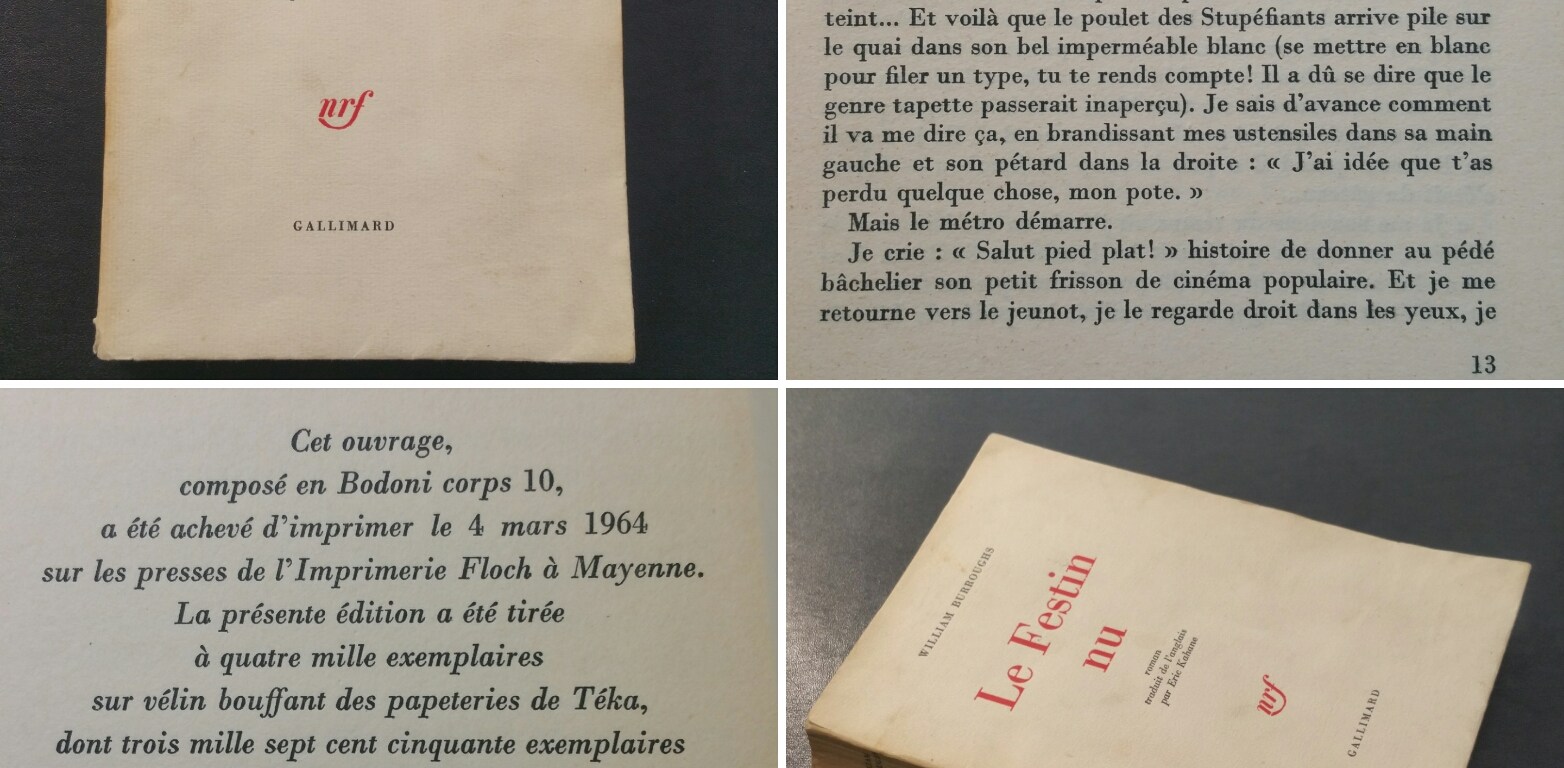 nrf
GALLIMARD
teint... Et voilà que le poulet des Stupéfiants arrive pile sur
le quai dans son bel imperméable blanc (se mettre en blanc
pour filer un type, tu te rends compte! Il a dû se dire que le
genre tapette passerait inaperçu). Je sais d'avance comment
il va me dire ça, en brandissant mes ustensiles dans sa main
gauche et son pétard dans la droite : « J'ai idée que t'as
perdu quelque chose, mon pote. »
Mais le métro démarre.
Je crie : « Salut pied plat! » histoire de donner au pédé
bâchelier son petit frisson de cinéma populaire. Et je me
retourne vers le jeunot, je le regarde droit dans les yeux, je
13
Cet ouvrage,
composé en Bodoni corps 10,
a été achevé d'imprimer le 4 mars 1964
sur les presses de l'Imprimerie Floch à Mayenne.
La présente édition a été tirée
à quatre mille exemplaires
sur vélin bouffant des papeteries de Téka,
dont trois mille sept cent cinquante exemplaires
WILLIAM BURROUGHS
Le Festin
nu
roman
traduit de l'anglais
par Eric Kahane
nrf
GALLIMARD